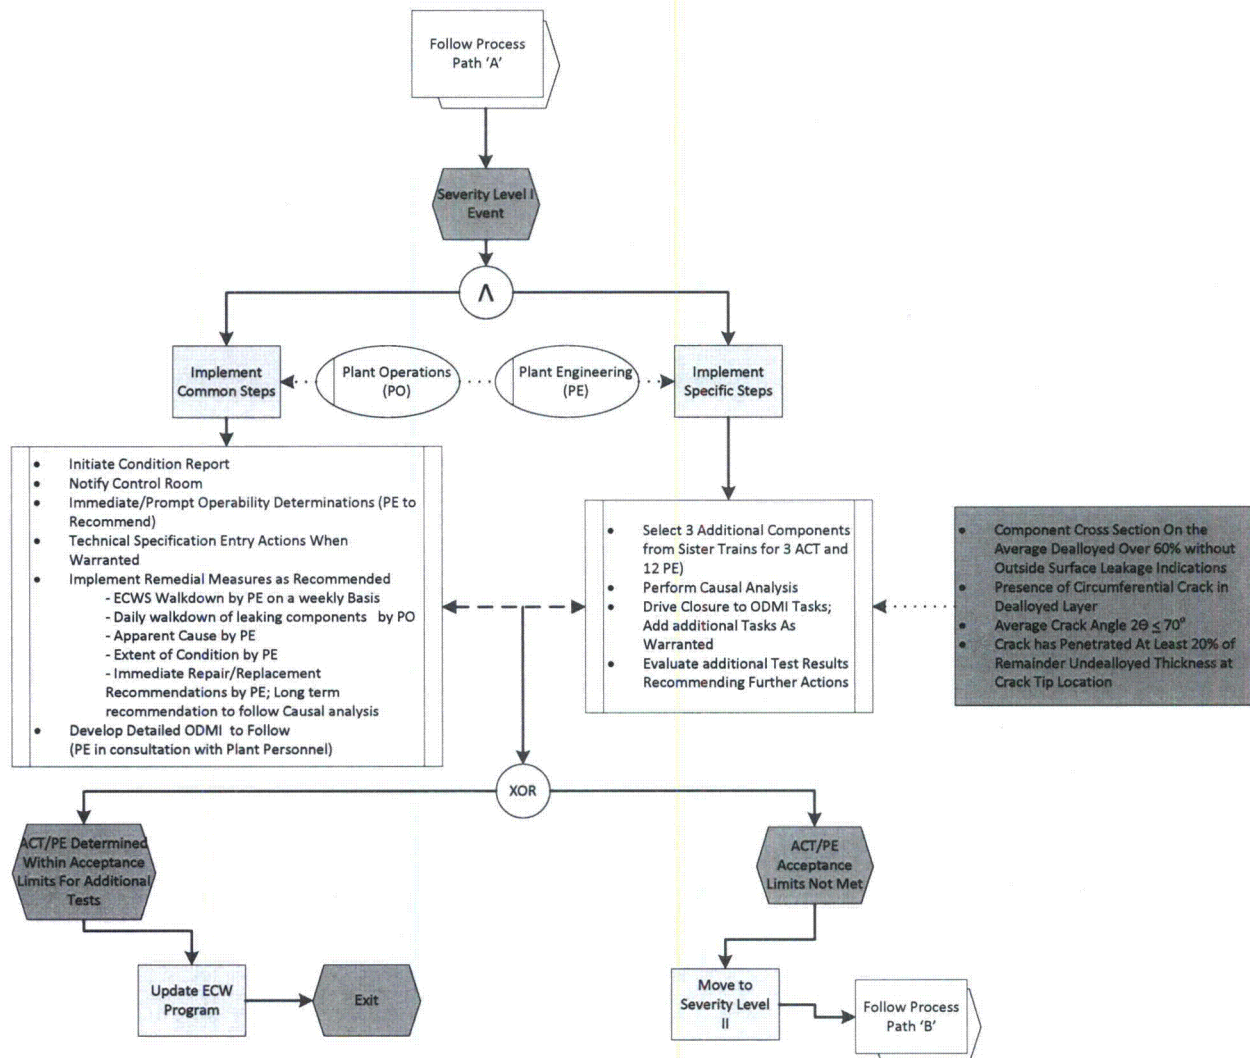 Follow Process
Path 'A'
Severity Level I
Event
Λ
Implement
Common Steps
Plant Operations
(PO)
Plant Engineering
(PE)
Implement
Specific Steps
• Initiate Condition Report
• Notify Control Room
• Immediate/Prompt Operability Determinations (PE to
Recommend)
• Technical Specification Entry Actions When
Warranted
• Implement Remedial Measures as Recommended
- ECWS Walkdown by PE on a weekly Basis
- Daily walkdown of leaking components by PO
- Apparent Cause by PE
- Extent of Condition by PE
- Immediate Repair/Replacement
Recommendations by PE; Long term
recommendation to follow Causal analysis
• Develop Detailed ODMI to Follow
(PE in consultation with Plant Personnel)
• Select 3 Additional Components
from Sister Trains for 3 ACT and
12 PE)
• Perform Causal Analysis
• Drive Closure to ODMI Tasks;
Add additional Tasks As
Warranted
• Evaluate additional Test Results
Recommending Further Actions
• Component Cross Section On the
Average Dealloyed Over 60% without
Outside Surface Leakage Indications
• Presence of Circumferential Crack in
Dealloyed Layer
• Average Crack Angle 2Θ ≤ 70°
• Crack has Penetrated At Least 20% of
Remainder Undealloyed Thickness at
Crack Tip Location
XOR
ACT/PE Determined
Within Acceptance
Limits For Additional
Tests
ACT/PE
Acceptance
Limits Not Met
Update ECW
Program
Exit
Move to
Severity Level
II
Follow Process
Path 'B'